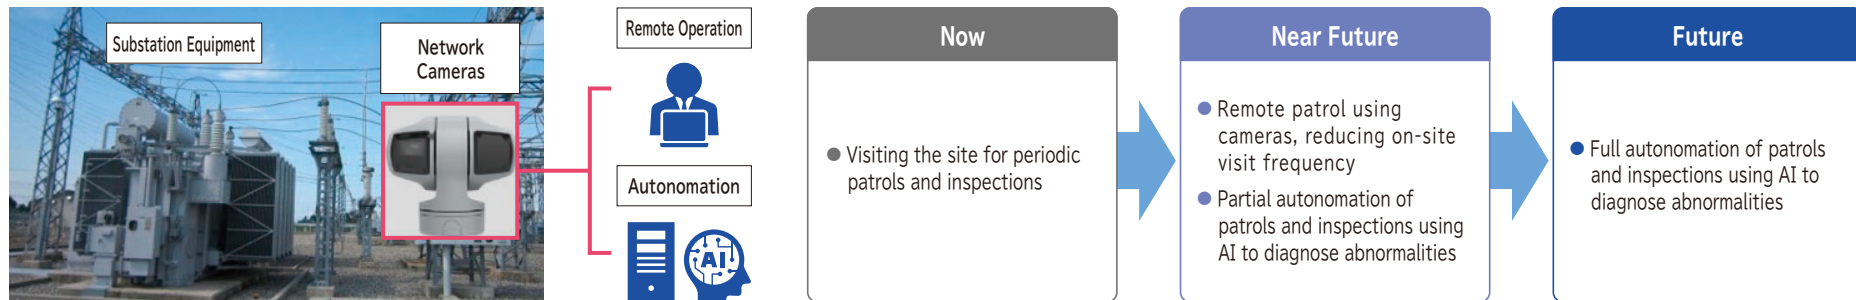 Substation Equipment
Network
Cameras
Remote Operation
Autonomation
AI
Now
● Visiting the site for periodic
patrols and inspections
Near Future
● Remote patrol using
cameras, reducing on-site
visit frequency
● Partial autonomation of
patrols and inspections using
AI to diagnose abnormalities
Future
● Full autonomation of patrols
and inspections using AI to
diagnose abnormalities